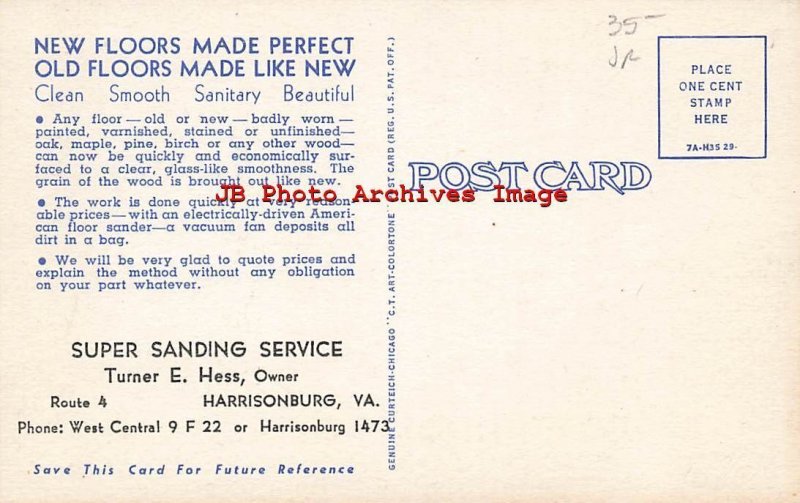 NEW FLOORS MADE PERFECT
OLD FLOORS MADE LIKE NEW
Clean Smooth Sanitary Beautiful
• Any floor — old or new — badly worn —
painted, varnished, stained or unfinished—
oak, maple, pine, birch or any other wood—
can now be quickly and economically sur-
faced to a clear, glass-like smoothness. The
grain of the wood is brought out like new.
• The work is done quickly at very reason-
able prices—with an electrically-driven Ameri-
can floor sander—a vacuum fan deposits all
dirt in a bag.
• We will be very glad to quote prices and
explain the method without any obligation
on your part whatever.
SUPER SANDING SERVICE
Turner E. Hess, Owner
Route 4 HARRISONBURG, VA.
Phone: West Central 9 F 22 or Harrisonburg 1473
Save This Card For Future Reference
GENUINE CURTEICH-CHICAGO "C.T. ART-COLORTONE" POST CARD (REG. U.S. PAT. OFF.)
POST CARD
35-
JR
PLACE
ONE CENT
STAMP
HERE
7A-H3529-
JB Photo Archives Image